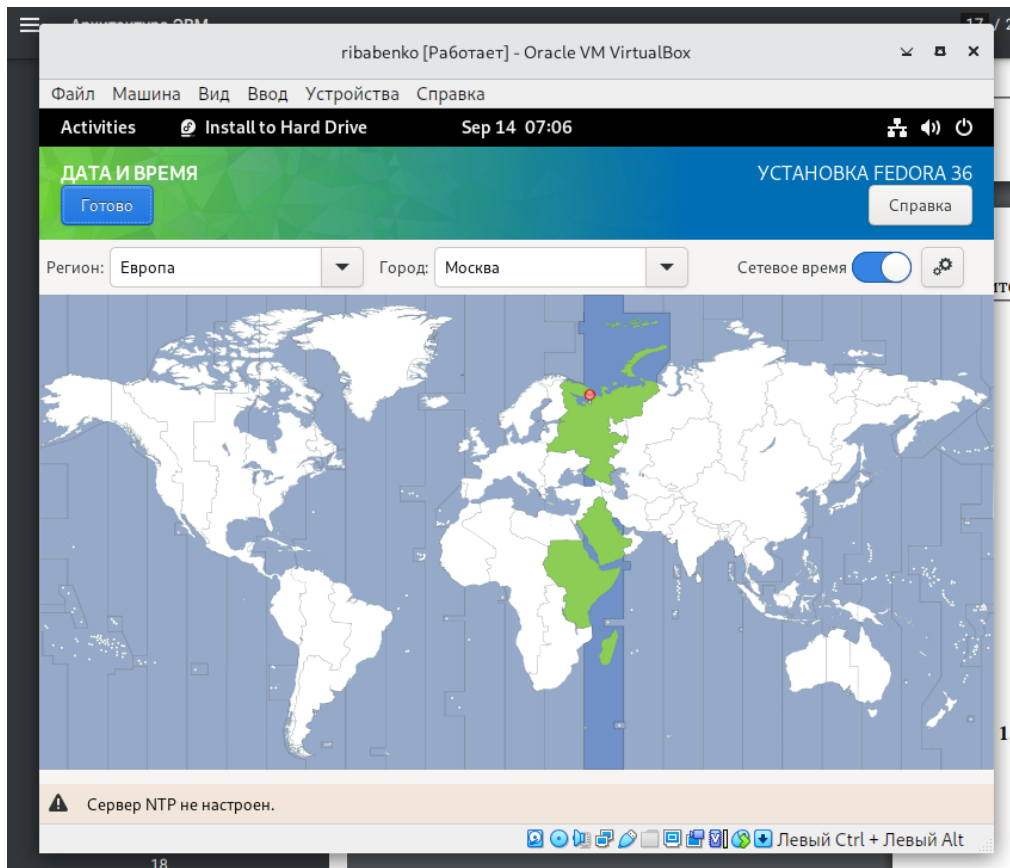 17 / 2
ribabenko [Работает] - Oracle VM VirtualBox
Файл Машина Вид Ввод Устройства Справка
Activities Install to Hard Drive Sep 14 07:06
ДАТА И ВРЕМЯ УСТАНОВКА FEDORA 36
Готово Справка
Регион: Европа Город: Москва Сетевое время
Сервер NTP не настроен.
Левый Ctrl + Левый Alt
18